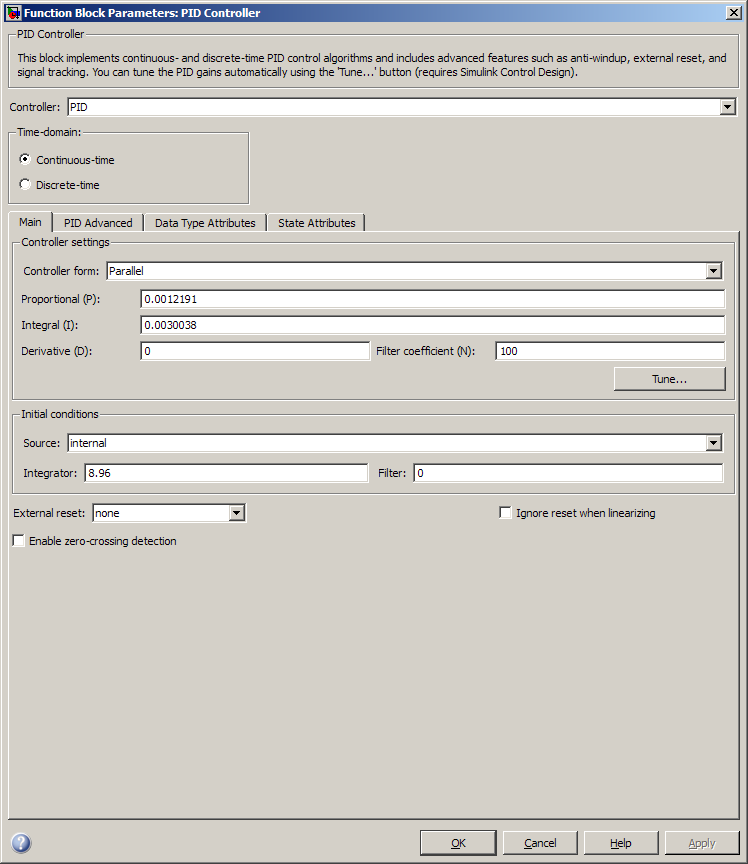 Function Block Parameters: PID Controller
PID Controller
This block implements continuous- and discrete-time PID control algorithms and includes advanced features such as anti-windup, external reset, and
signal tracking. You can tune the PID gains automatically using the 'Tune...' button (requires Simulink Control Design).
Controller: PID
Time-domain:
Continuous-time
Discrete-time
Main PID Advanced Data Type Attributes State Attributes
Controller settings
Controller form: Parallel
Proportional (P): 0.0012191
Integral (I): 0.0030038
Derivative (D): 0 Filter coefficient (N): 100
Tune...
Initial conditions
Source: internal
Integrator: 8.96 Filter: 0
External reset: none Ignore reset when linearizing
Enable zero-crossing detection
? OK Cancel Help Apply